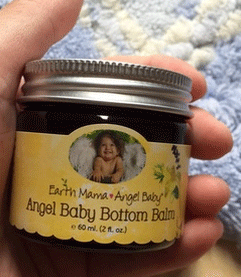 Earth Mama ♥ Angel Baby
Angel Baby Bottom Balm
e 60 ml. (2 fl. oz.)